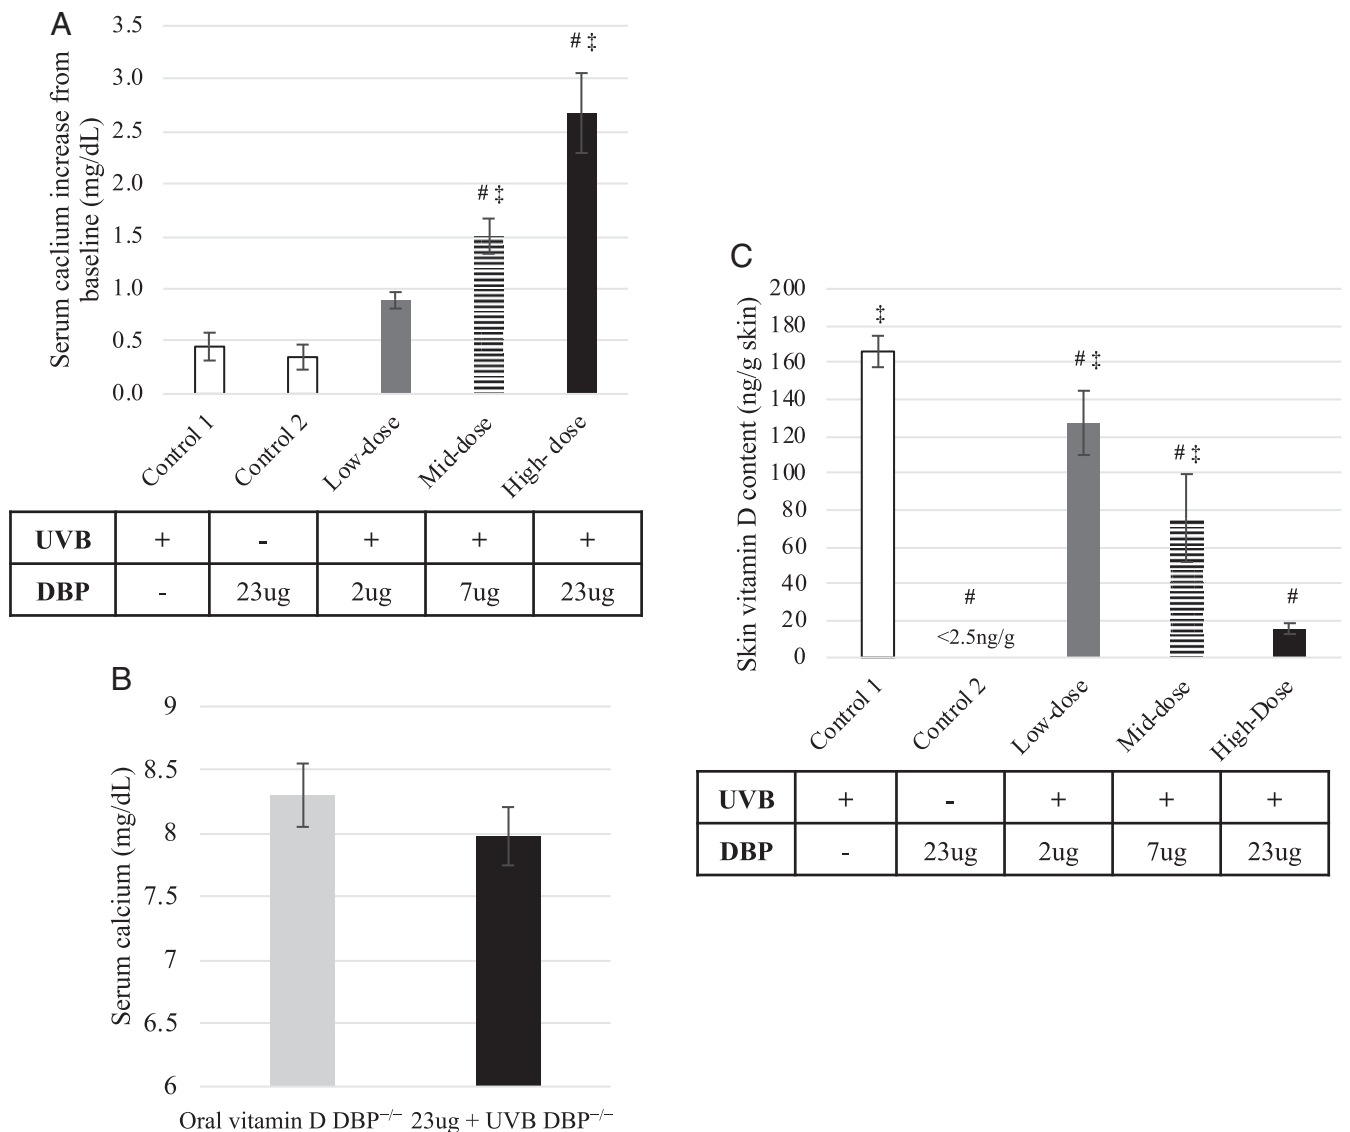 A
Serum caclium increase from
baseline (mg/dL)
3.5
3.0
2.5
2.0
1.5
1.0
0.5
0.0
# ‡
# ‡
Control 1
Control 2
Low-dose
Mid-dose
High- dose
UVB + - + + +
DBP - 23ug 2ug 7ug 23ug
B
Serum calcium (mg/dL)
9
8.5
8
7.5
7
6.5
6
Oral vitamin D DBP−/− 23ug + UVB DBP−/−
C
Skin vitamin D content (ng/g skin)
200
180
160
140
120
100
80
60
40
20
0
‡
# ‡
# ‡
# #
<2.5ng/g
Control 1
Control 2
Low-dose
Mid-dose
High-Dose
UVB + - + + +
DBP - 23ug 2ug 7ug 23ug